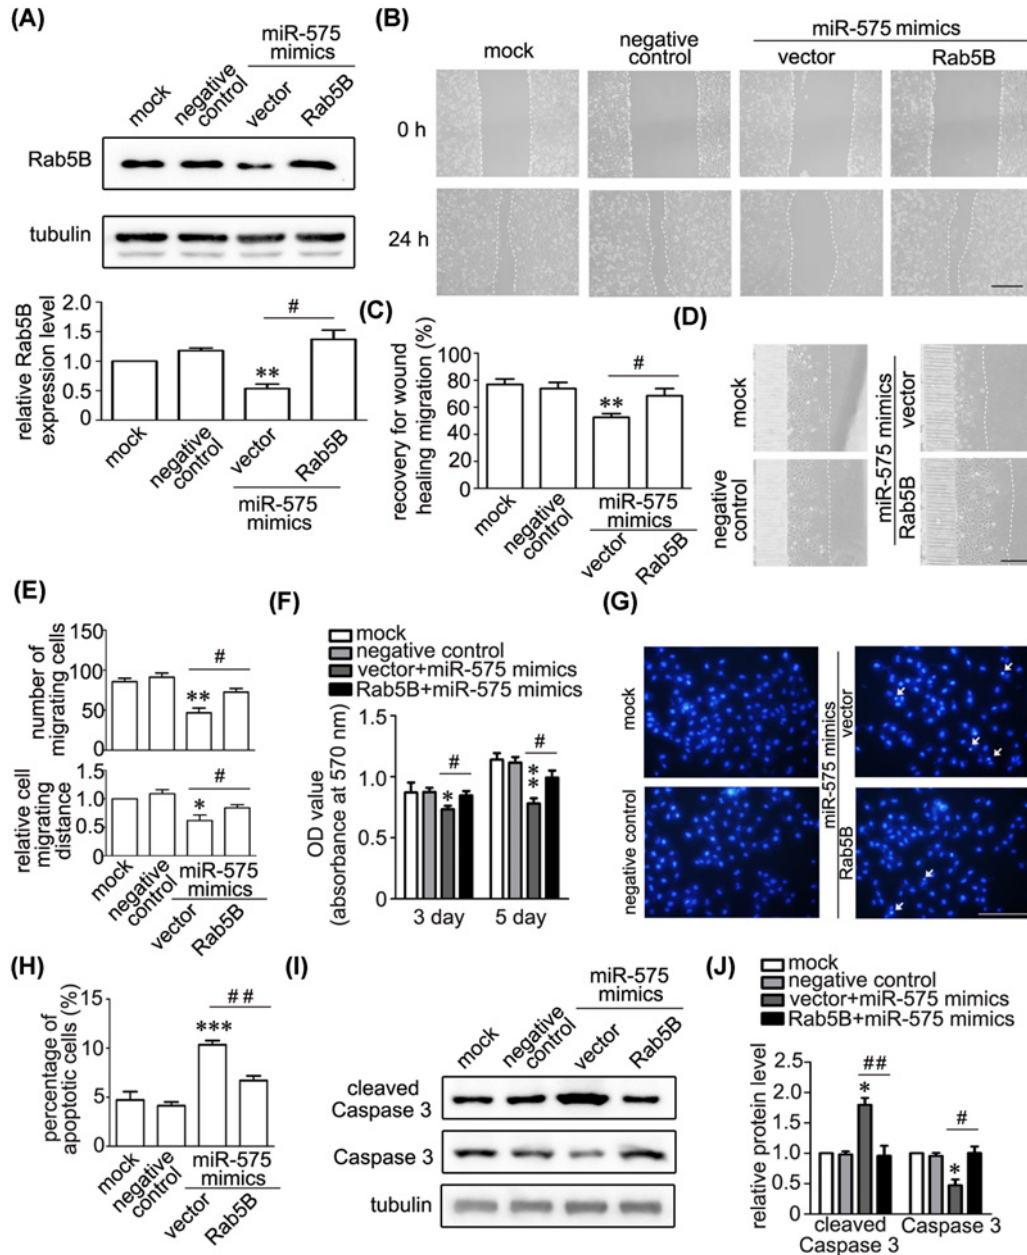 (A)
miR-575
mimics
mock
negative
control
vector
Rab5B
Rab5B
tubulin
relative Rab5B
expression level
2.0
1.5
1.0
0.5
0
**
#
mock
negative
control
vector
Rab5B
miR-575
mimics
(B)
mock
negative
control
miR-575 mimics
vector
Rab5B
0 h
24 h
(C)
recovery for wound
healing migration (%)
100
80
60
40
20
0
**
#
mock
negative
control
miR-575
mimics
vector
Rab5B
(D)
mock
negative
control
miR-575 mimics
vector
Rab5B
(E)
number of
migrating cells
150
100
50
0
**
#
relative cell
migrating
distance
1.5
1.0
0.5
0
*
#
mock
negative
control
miR-575
mimics
vector
Rab5B
(F)
mock
negative control
vector+miR-575 mimics
Rab5B+miR-575 mimics
OD value
(absorbance at 570 nm)
1.5
1.0
0.5
0
*
#
**
#
3 day
5 day
(G)
mock
negative control
miR-575 mimics
vector
Rab5B
(H)
percentage of
apoptotic cells (%)
15
10
5
0
***
##
mock
negative
control
miR-575
mimics
vector
Rab5B
(I)
miR-575
mimics
mock
negative
control
vector
Rab5B
cleaved
Caspase 3
Caspase 3
tubulin
(J)
mock
negative control
vector+miR-575 mimics
Rab5B+miR-575 mimics
relative protein level
2.5
2.0
1.5
1.0
0.5
0
*
##
*
#
cleaved
Caspase 3
Caspase 3